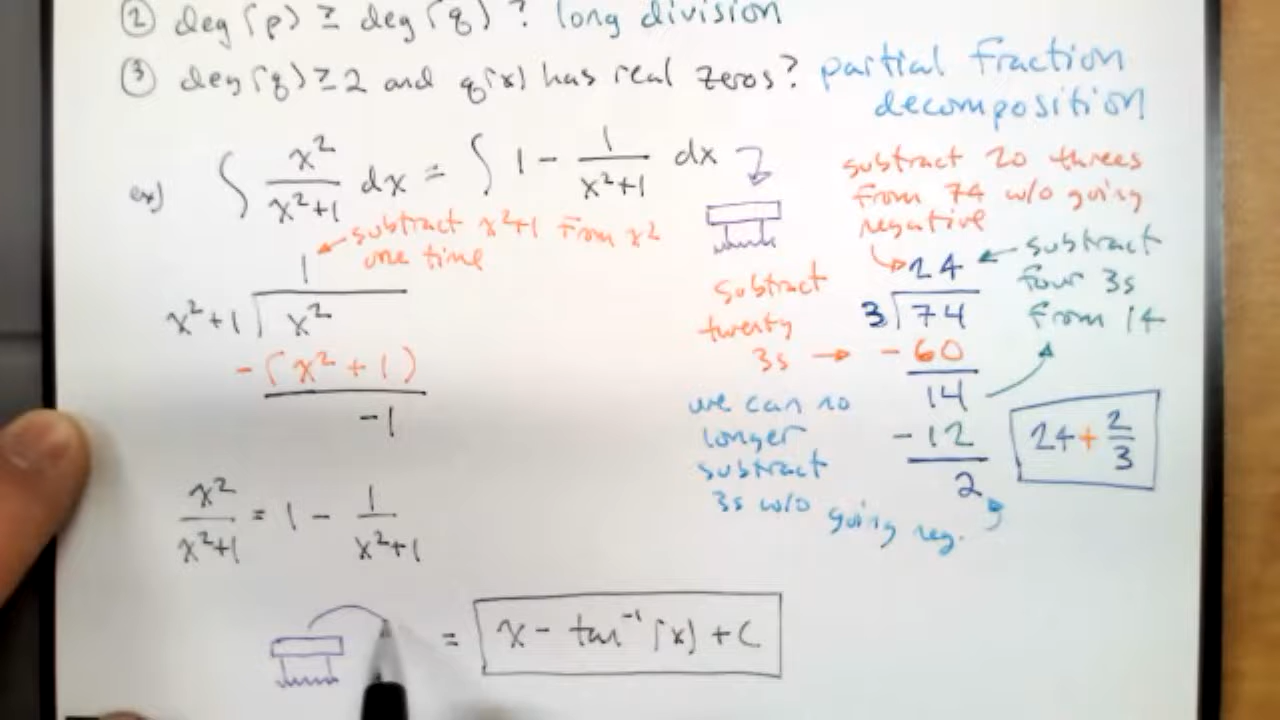 ② deg(p) ≥ deg(q)? long division
③ deg(q) ≥ 2 and q(x) has real zeros? partial fraction
decomposition
ex) ∫ x²/(x²+1) dx = ∫ 1 - 1/(x²+1) dx
subtract x²+1 from x²
one time
1
x²+1 ) x²
-(x²+1)
-1
x²/(x²+1) = 1 - 1/(x²+1)
= x - tan⁻¹(x) + C
subtract 20 threes
from 74 w/o going
negative
24
subtract
four 3s
from 14
3 ) 74
subtract
twenty
3s → -60
14
we can no
longer
subtract
3s w/o going neg.
-12
2
24 + 2/3